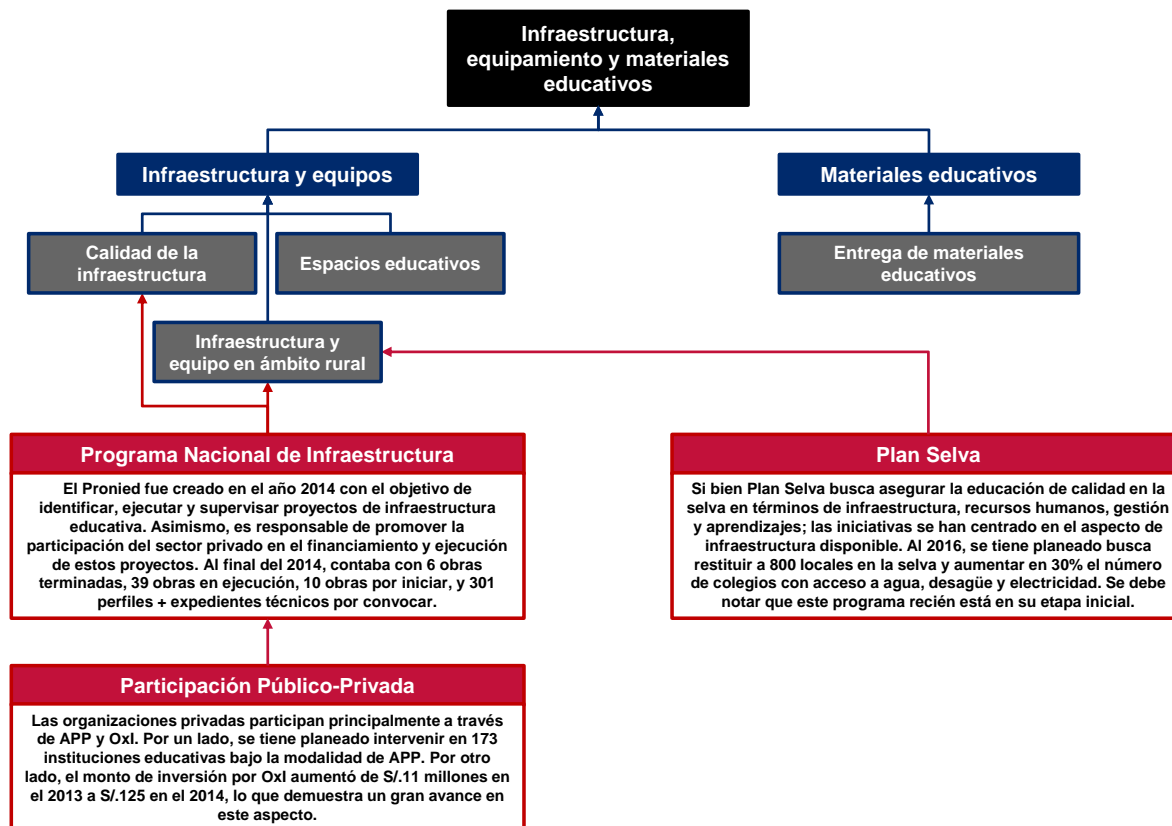 Infraestructura,
equipamiento y materiales
educativos
Infraestructura y equipos
Materiales educativos
Calidad de la
infraestructura
Espacios educativos
Entrega de materiales
educativos
Infraestructura y
equipo en ámbito rural
Programa Nacional de Infraestructura
El Pronied fue creado en el año 2014 con el objetivo de
identificar, ejecutar y supervisar proyectos de infraestructura
educativa. Asimismo, es responsable de promover la
participación del sector privado en el financiamiento y ejecución
de estos proyectos. Al final del 2014, contaba con 6 obras
terminadas, 39 obras en ejecución, 10 obras por iniciar, y 301
perfiles + expedientes técnicos por convocar.
Plan Selva
Si bien Plan Selva busca asegurar la educación de calidad en la
selva en términos de infraestructura, recursos humanos, gestión
y aprendizajes; las iniciativas se han centrado en el aspecto de
infraestructura disponible. Al 2016, se tiene planeado busca
restituir a 800 locales en la selva y aumentar en 30% el número
de colegios con acceso a agua, desagüe y electricidad. Se debe
notar que este programa recién está en su etapa inicial.
Participación Público-Privada
Las organizaciones privadas participan principalmente a través
de APP y OxI. Por un lado, se tiene planeado intervenir en 173
instituciones educativas bajo la modalidad de APP. Por otro
lado, el monto de inversión por OxI aumentó de S/.11 millones en
el 2013 a S/.125 en el 2014, lo que demuestra un gran avance en
este aspecto.